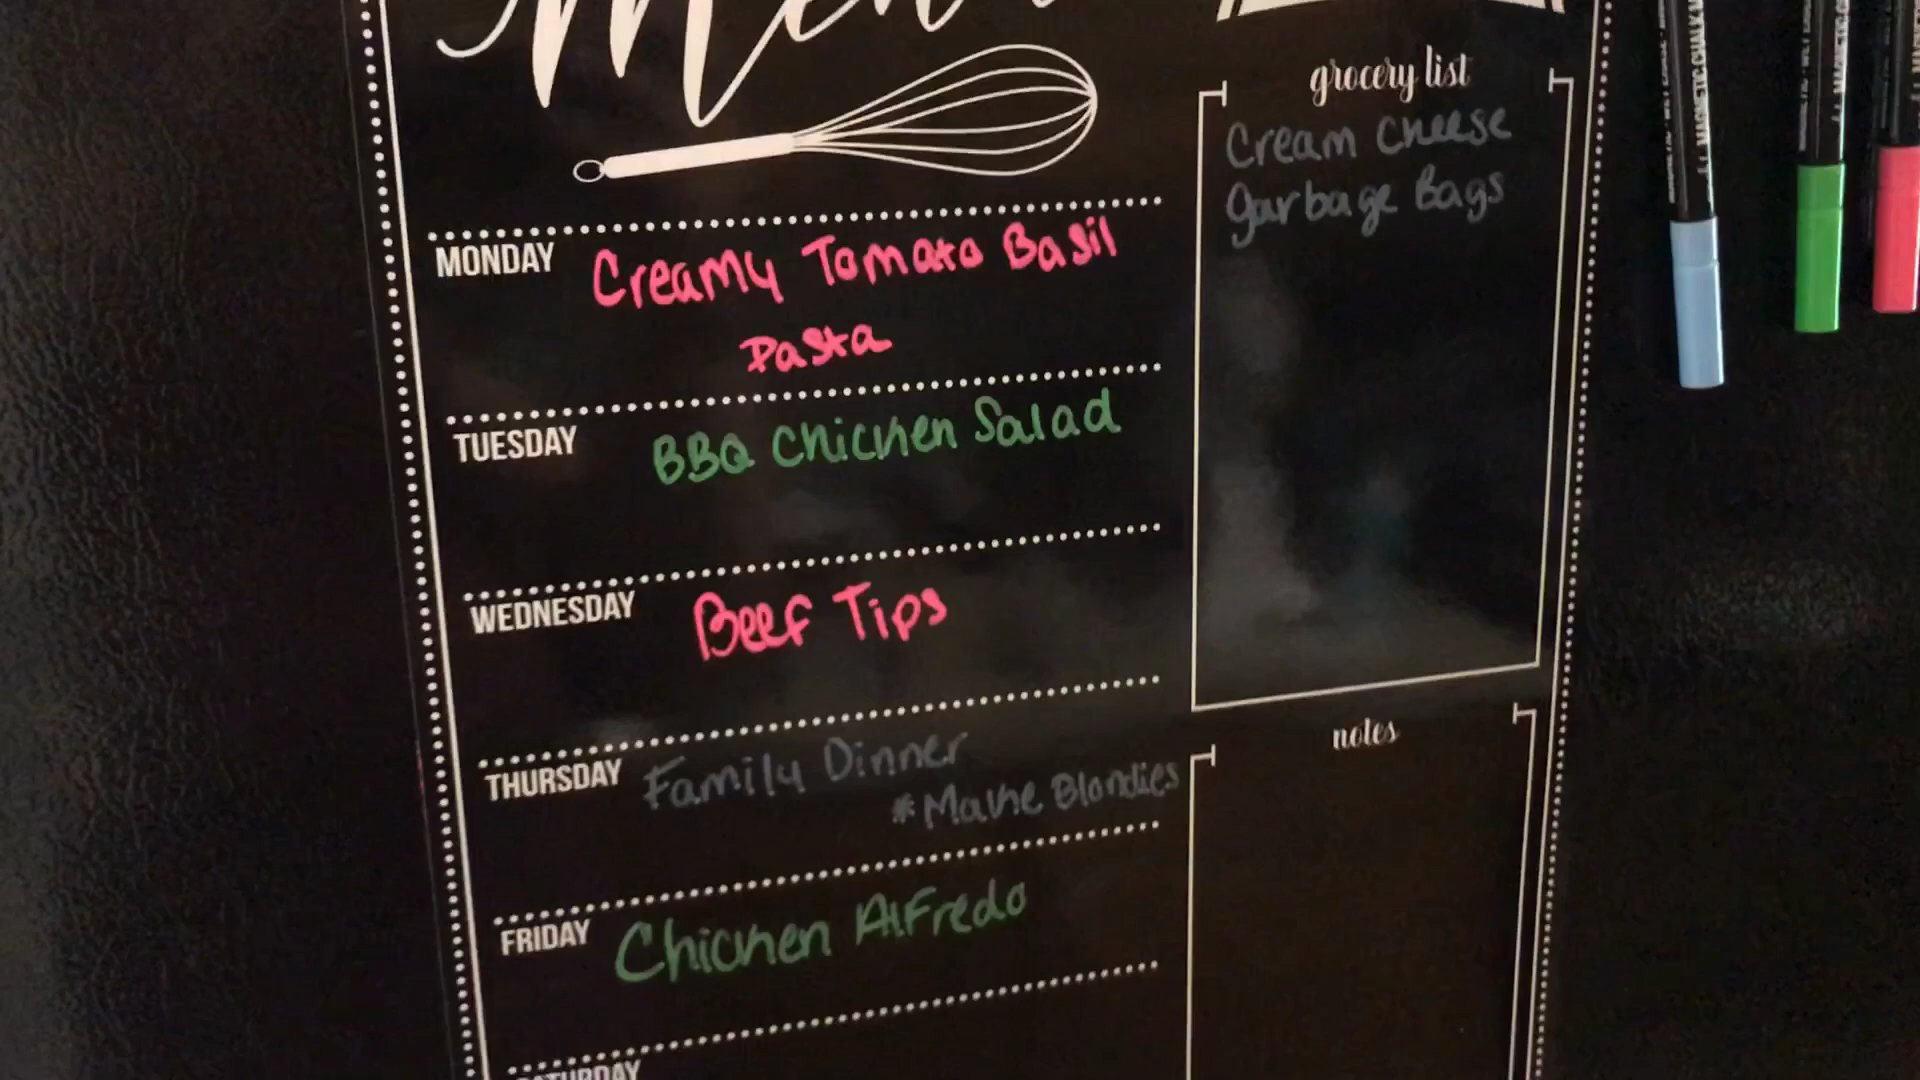 Menu
grocery list
Cream Cheese
Garbage Bags
MONDAY Creamy Tomato Basil
Pasta
TUESDAY BBQ Chicken Salad
WEDNESDAY Beef Tips
THURSDAY Family Dinner
*Make Blondies
FRIDAY Chicken Alfredo
SATURDAY
notes